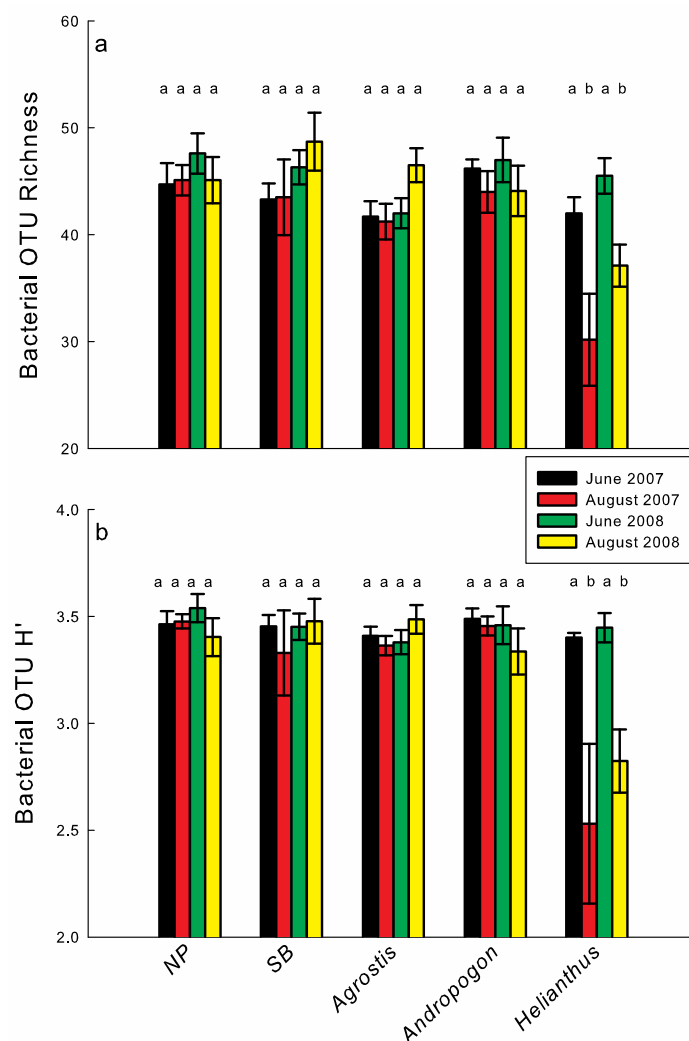 60
a
a a a a a a a a a a a a a a a a a b a b
50
40
30
20
Bacterial OTU Richness
June 2007
August 2007
June 2008
August 2008
4.0
b
a a a a a a a a a a a a a a a a a b a b
3.5
3.0
2.5
2.0
Bacterial OTU H'
NP
SB
Agrostis
Andropogon
Helianthus